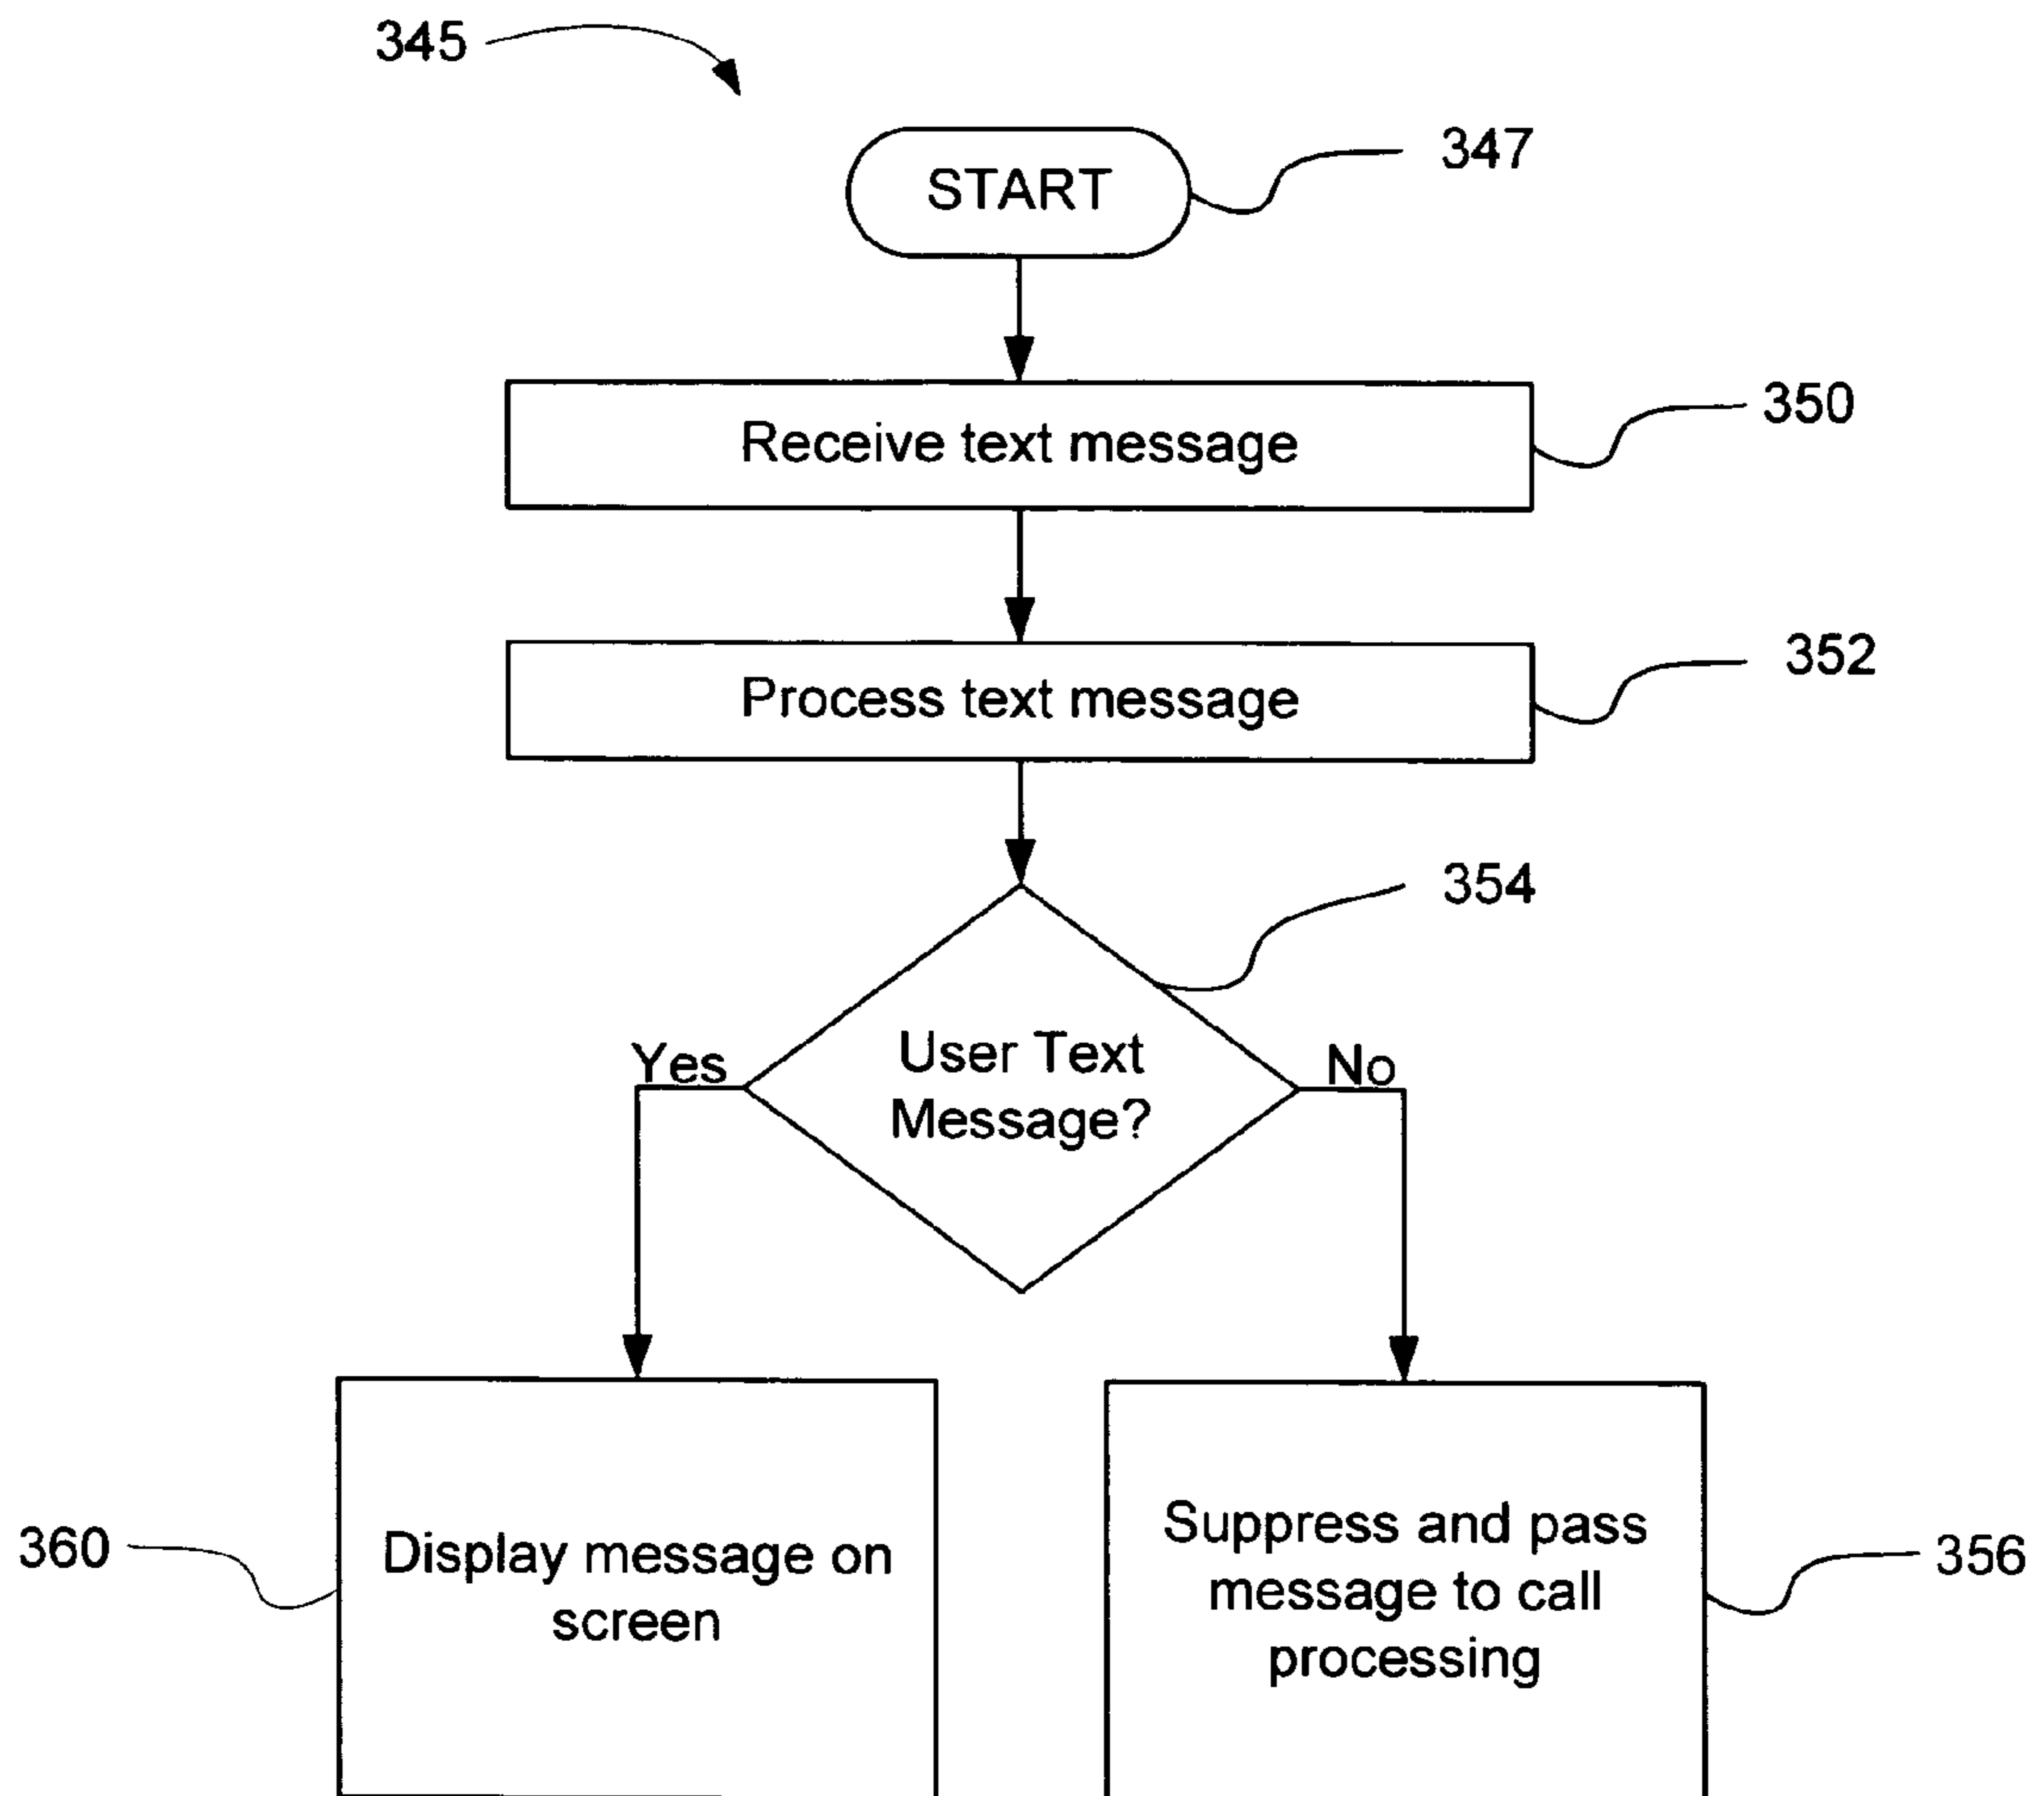 345
START
347
Receive text message
350
Process text message
352
354
User Text
Message?
Yes
No
Display message on
screen
360
Suppress and pass
message to call
processing
356